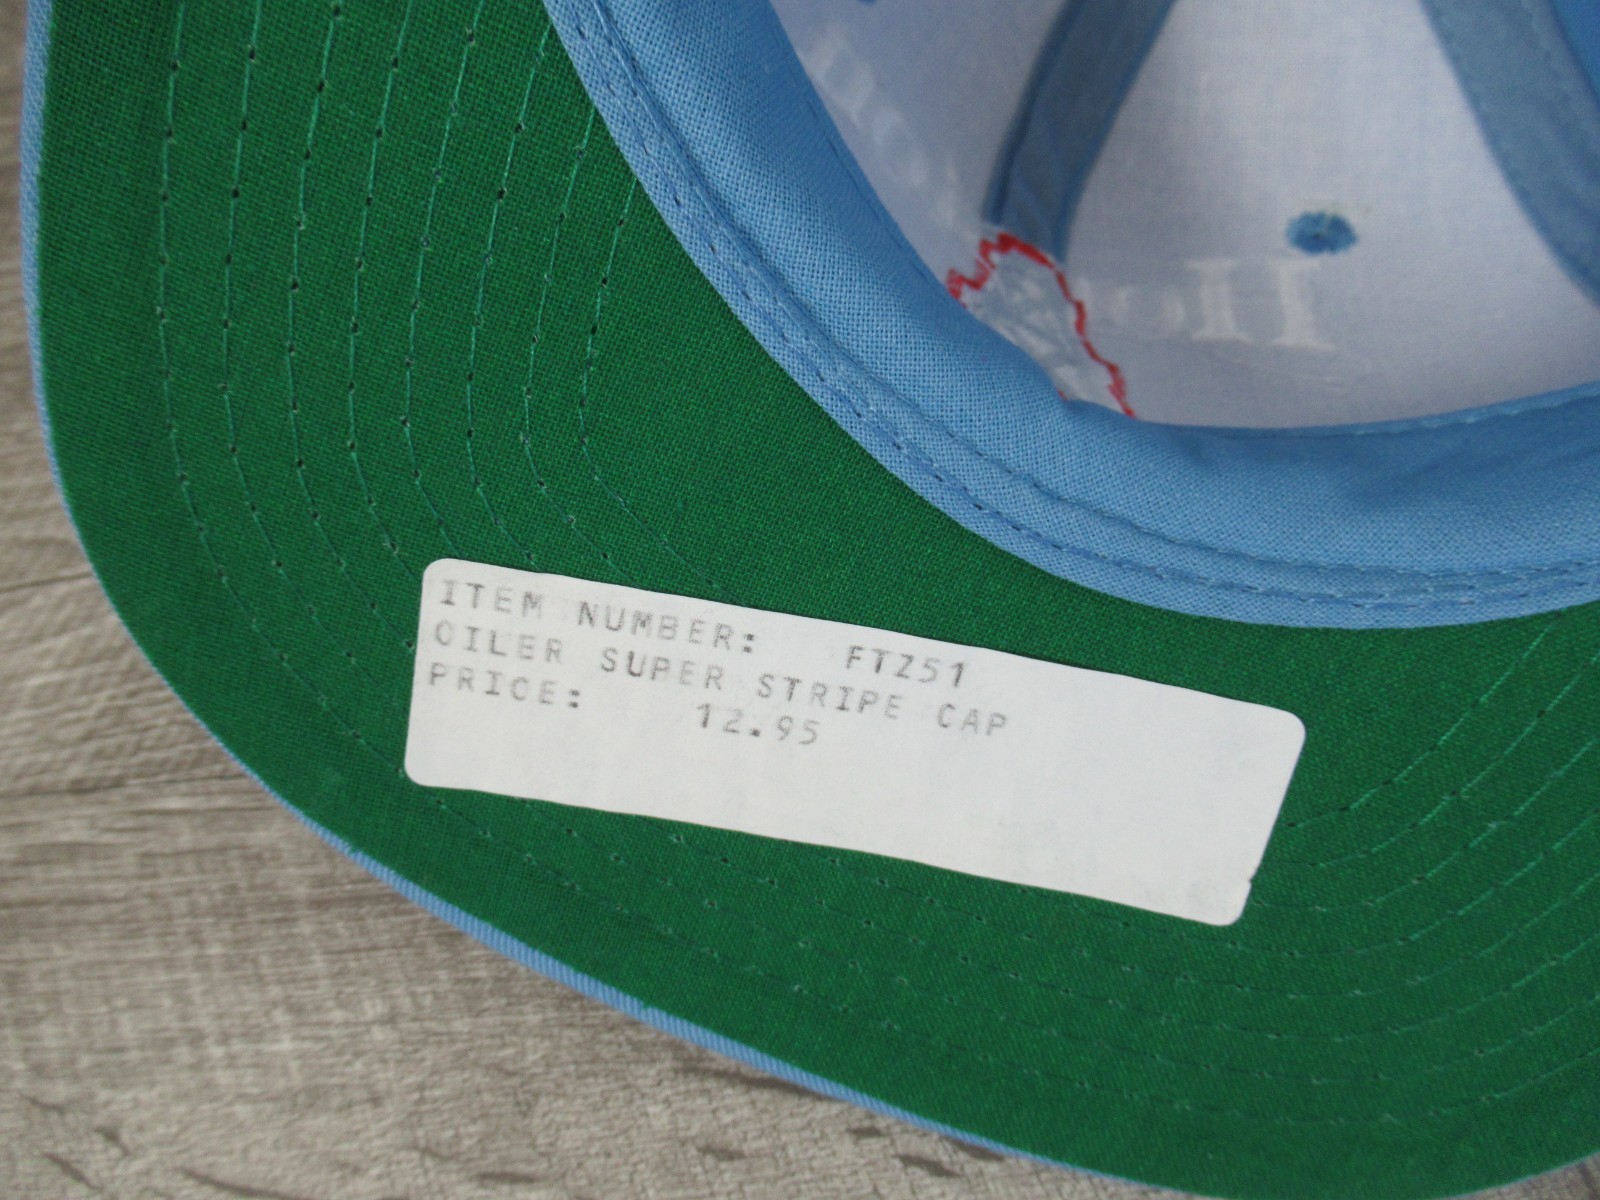 ITEM NUMBER: FTZ51
OILER SUPER STRIPE CAP
PRICE: 12.95